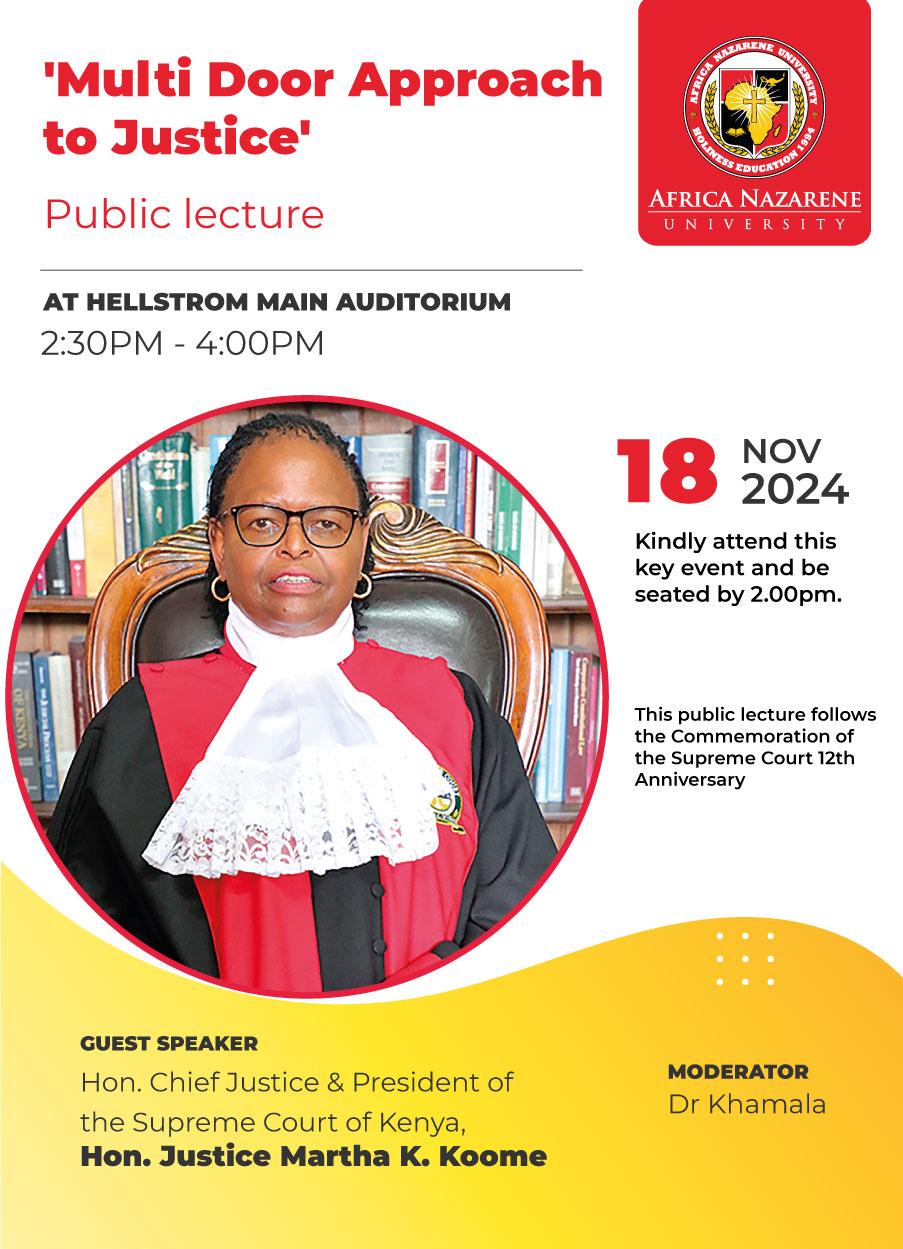 'Multi Door Approach
to Justice'
Public lecture
AFRICA NAZARENE UNIVERSITY
HOLINESS EDUCATION 1994
AFRICA NAZARENE
UNIVERSITY
AT HELLSTROM MAIN AUDITORIUM
2:30PM - 4:00PM
18 NOV
2024
Kindly attend this
key event and be
seated by 2.00pm.
This public lecture follows
the Commemoration of
the Supreme Court 12th
Anniversary
OF KENYA
GUEST SPEAKER
Hon. Chief Justice & President of
the Supreme Court of Kenya,
Hon. Justice Martha K. Koome
MODERATOR
Dr Khamala